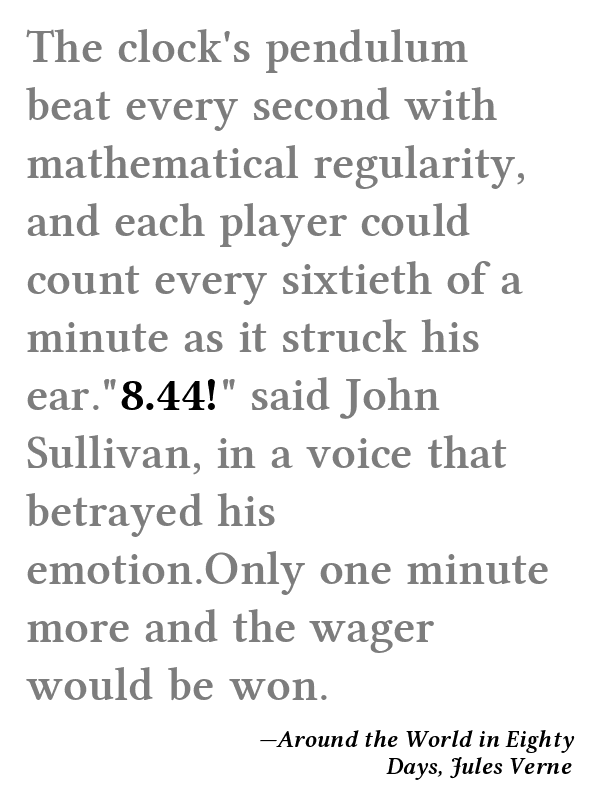 The clock's pendulum
beat every second with
mathematical regularity,
and each player could
count every sixtieth of a
minute as it struck his
ear."8.44!" said John
Sullivan, in a voice that
betrayed his
emotion.Only one minute
more and the wager
would be won.
—Around the World in Eighty
Days, Jules Verne